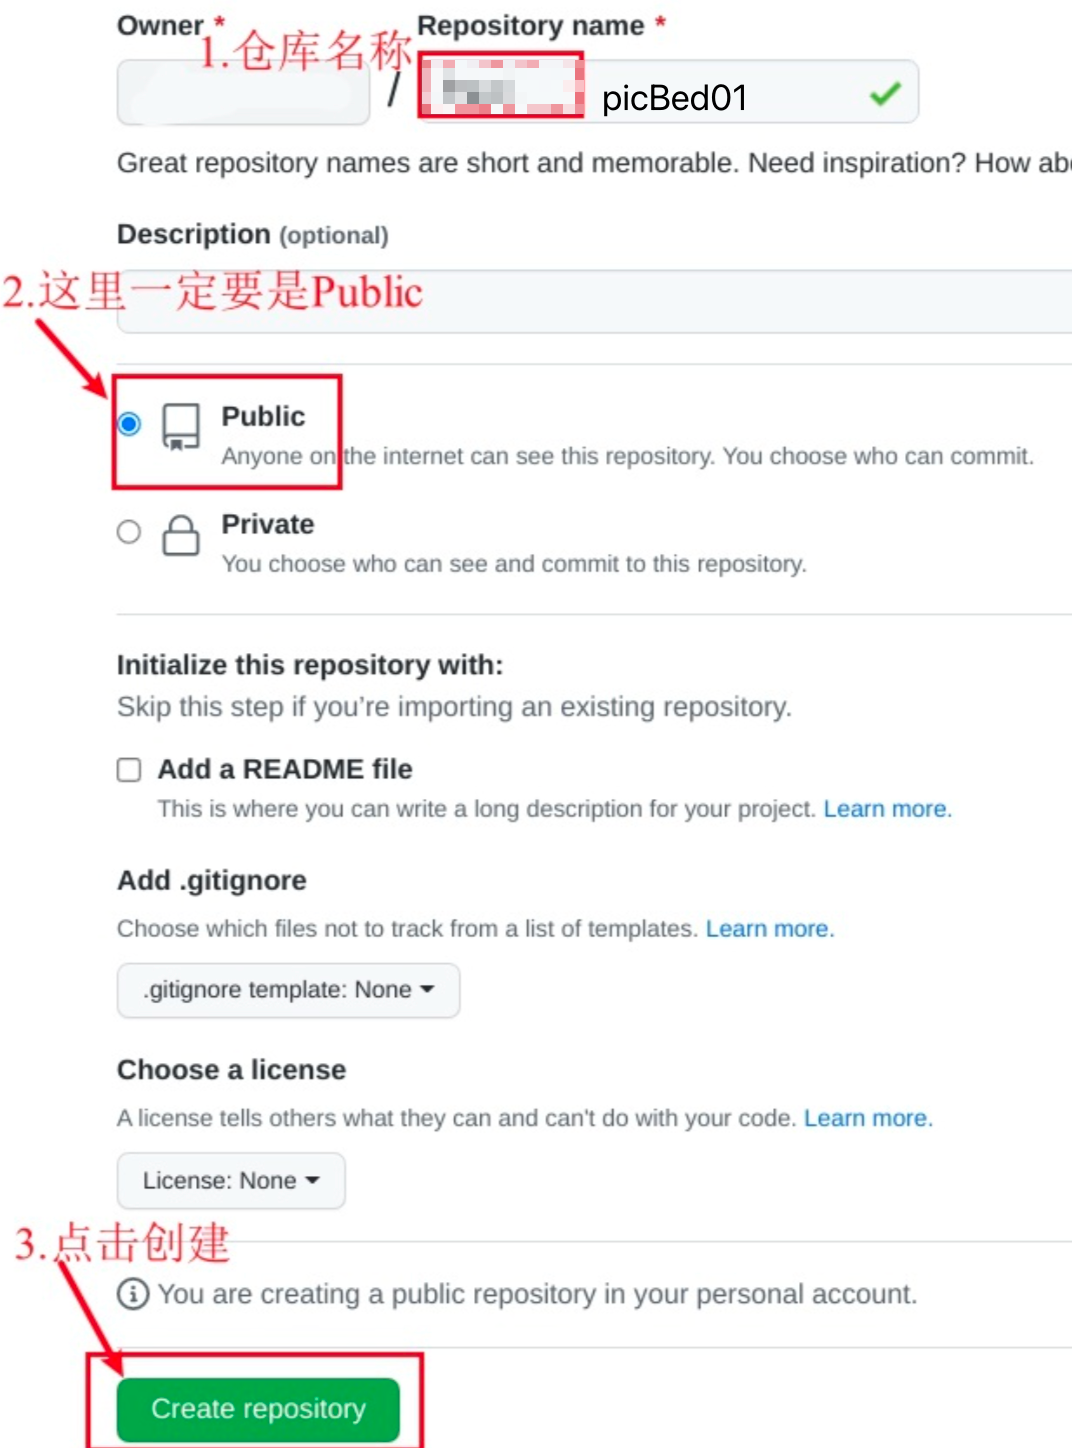 Owner *
Repository name *
1.仓库名称
/
picBed01
Great repository names are short and memorable. Need inspiration? How
Description (optional)
2.这里一定要是Public
Public
Anyone on the internet can see this repository. You choose who can commit.
Private
You choose who can see and commit to this repository.
Initialize this repository with:
Skip this step if you’re importing an existing repository.
Add a README file
This is where you can write a long description for your project. Learn more.
Add .gitignore
Choose which files not to track from a list of templates. Learn more.
.gitignore template: None
Choose a license
A license tells others what they can and can't do with your code. Learn more.
License: None
3.点击创建
You are creating a public repository in your personal account.
Create repository